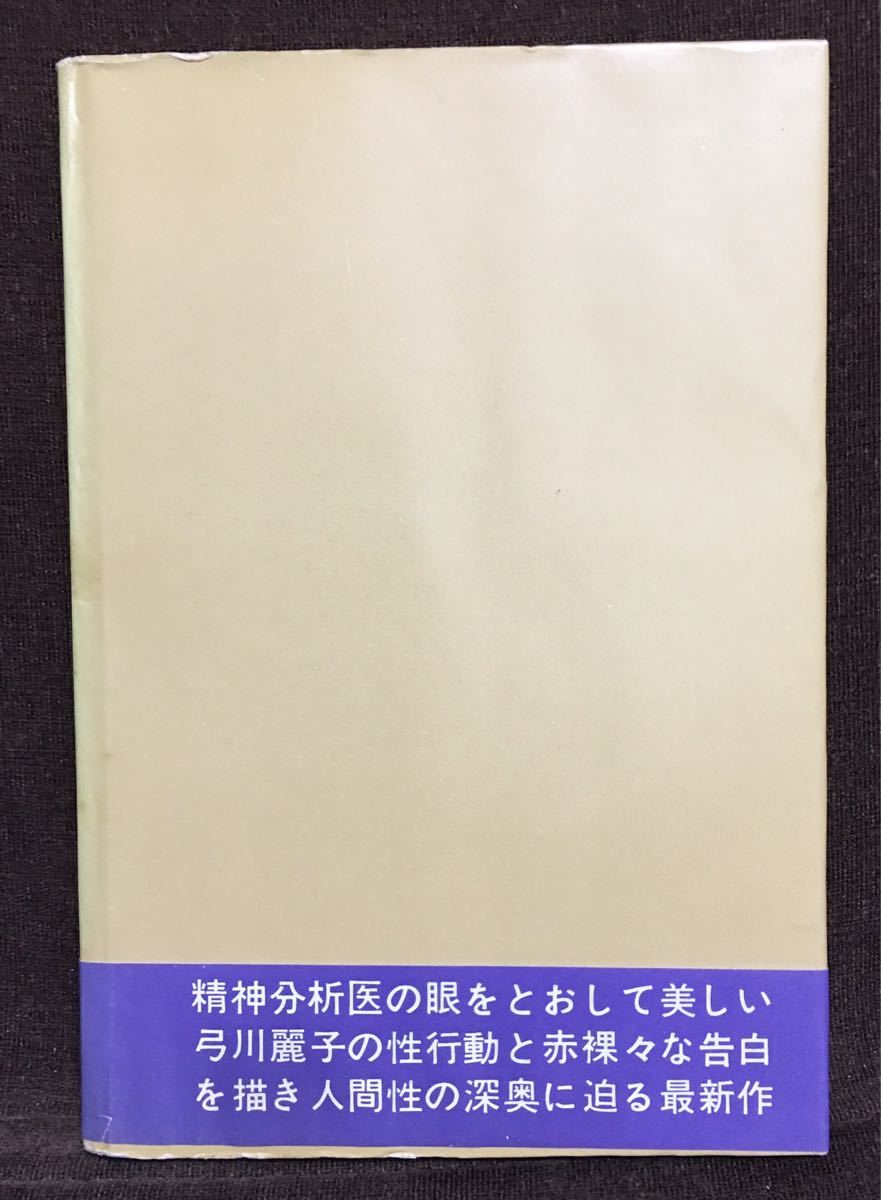 精神分析医の眼をとおして美しい
弓川麗子の性行動と赤裸々な告白
を描き人間性の深奥に迫る最新作